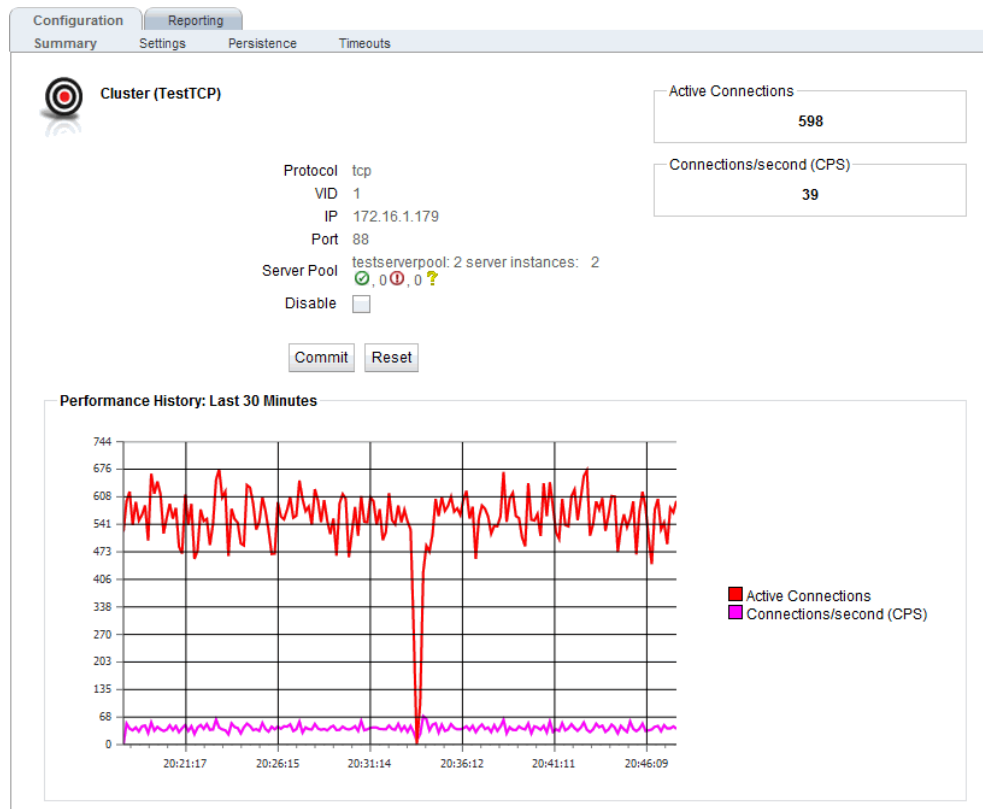 Configuration Reporting
Summary Settings Persistence Timeouts
Cluster (TestTCP)
Active Connections
598
Connections/second (CPS)
39
Protocol tcp
VID 1
IP 172.16.1.179
Port 88
Server Pool testserverpool: 2 server instances: 2
, 0 , 0
Disable
Commit Reset
Performance History: Last 30 Minutes
744
676
608
541
473
406
338
270
203
135
68
0
20:21:17 20:26:15 20:31:14 20:36:12 20:41:11 20:46:09
Active Connections
Connections/second (CPS)